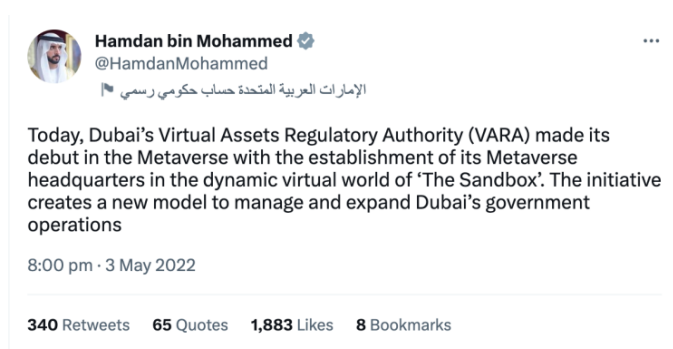 Hamdan bin Mohammed
@HamdanMohammed
الإمارات العربية المتحدة حساب حكومي رسمي
Today, Dubai’s Virtual Assets Regulatory Authority (VARA) made its
debut in the Metaverse with the establishment of its Metaverse
headquarters in the dynamic virtual world of ‘The Sandbox’. The initiative
creates a new model to manage and expand Dubai’s government
operations
8:00 pm · 3 May 2022
340 Retweets 65 Quotes 1,883 Likes 8 Bookmarks